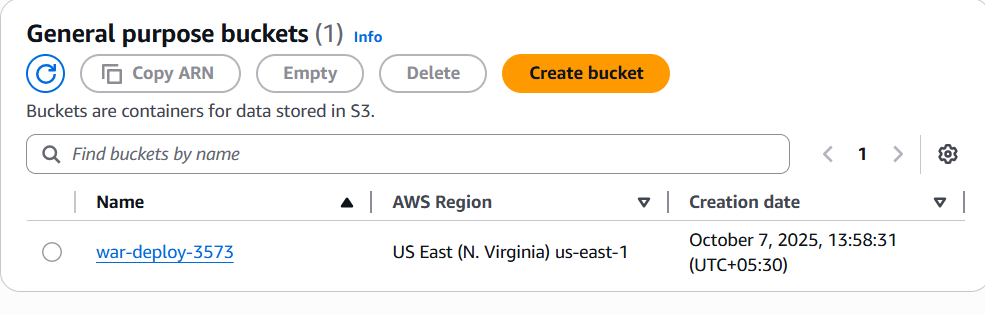 General purpose buckets (1) Info
Copy ARN Empty Delete Create bucket
Buckets are containers for data stored in S3.
Find buckets by name 1
Name AWS Region Creation date
war-deploy-3573 US East (N. Virginia) us-east-1 October 7, 2025, 13:58:31
(UTC+05:30)